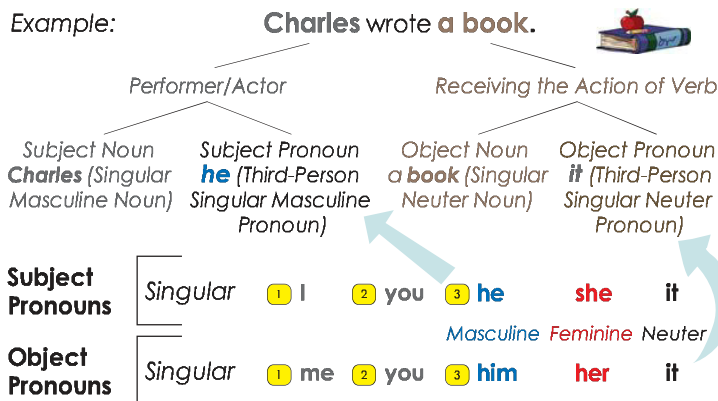 Example:
Charles wrote a book.
Performer/Actor
Receiving the Action of Verb
Subject Noun
Charles (Singular
Masculine Noun)
Subject Pronoun
he (Third-Person
Singular Masculine
Pronoun)
Object Noun
a book (Singular
Neuter Noun)
Object Pronoun
it (Third-Person
Singular Neuter
Pronoun)
Subject
Pronouns
Singular 1 I 2 you 3 he she it
Masculine Feminine Neuter
Object
Pronouns
Singular 1 me 2 you 3 him her it